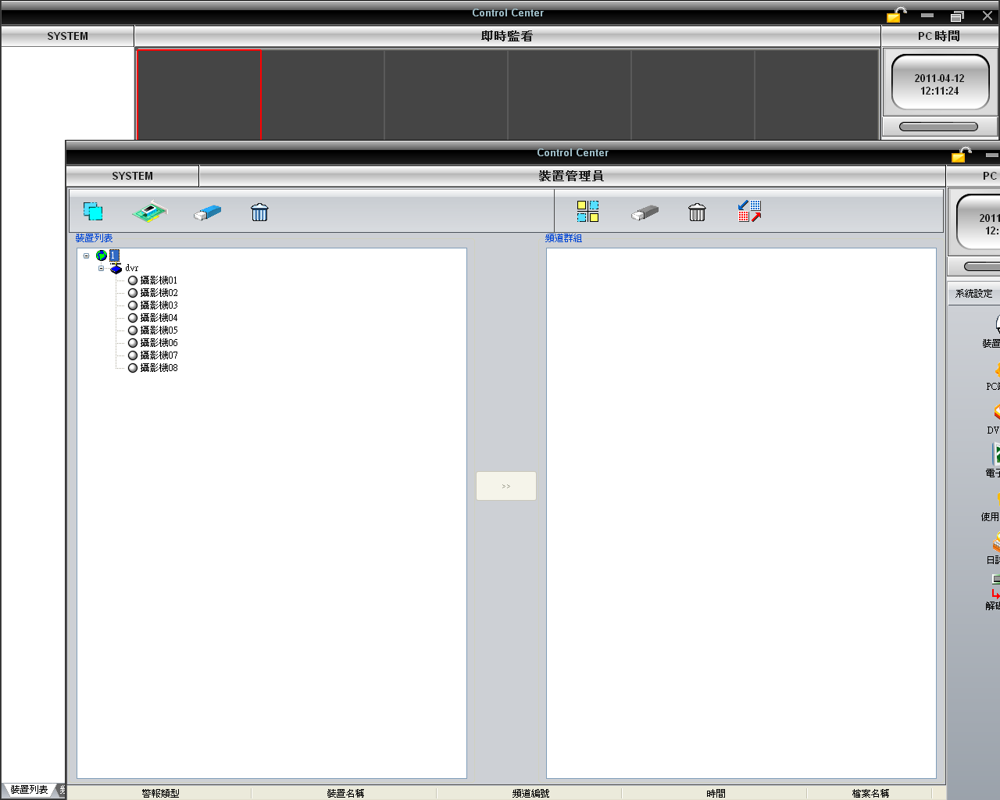 Control Center
SYSTEM
即時監看
PC 時間
2011-04-12
12:11:24
Control Center
SYSTEM
裝置管理員
PC
2011
12:
裝置列表
頻道群組
1
dvr
攝影機01
攝影機02
攝影機03
攝影機04
攝影機05
攝影機06
攝影機07
攝影機08
>>
系統設定
裝置
PC
DV
電子
使用
日誌
解碼
裝置列表
警報類型
裝置名稱
頻道編號
時間
檔案名稱